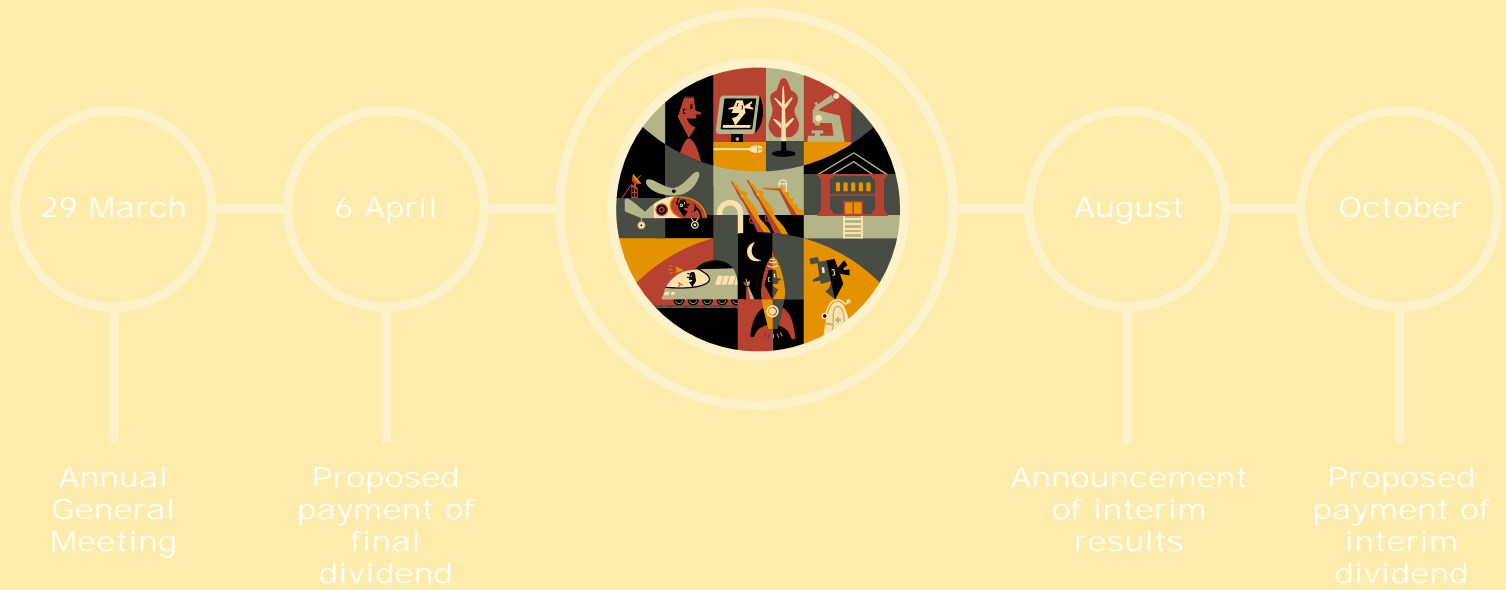 29 March
6 April
August
October
Annual
General
Meeting
Proposed
payment of
final
dividend
Announcement
of interim
results
Proposed
payment of
interim
dividend